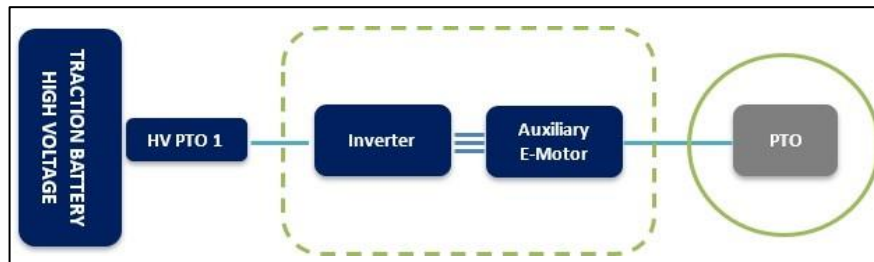 TRACTION BATTERY
HIGH VOLTAGE
HV PTO 1
Inverter
Auxiliary
E-Motor
PTO